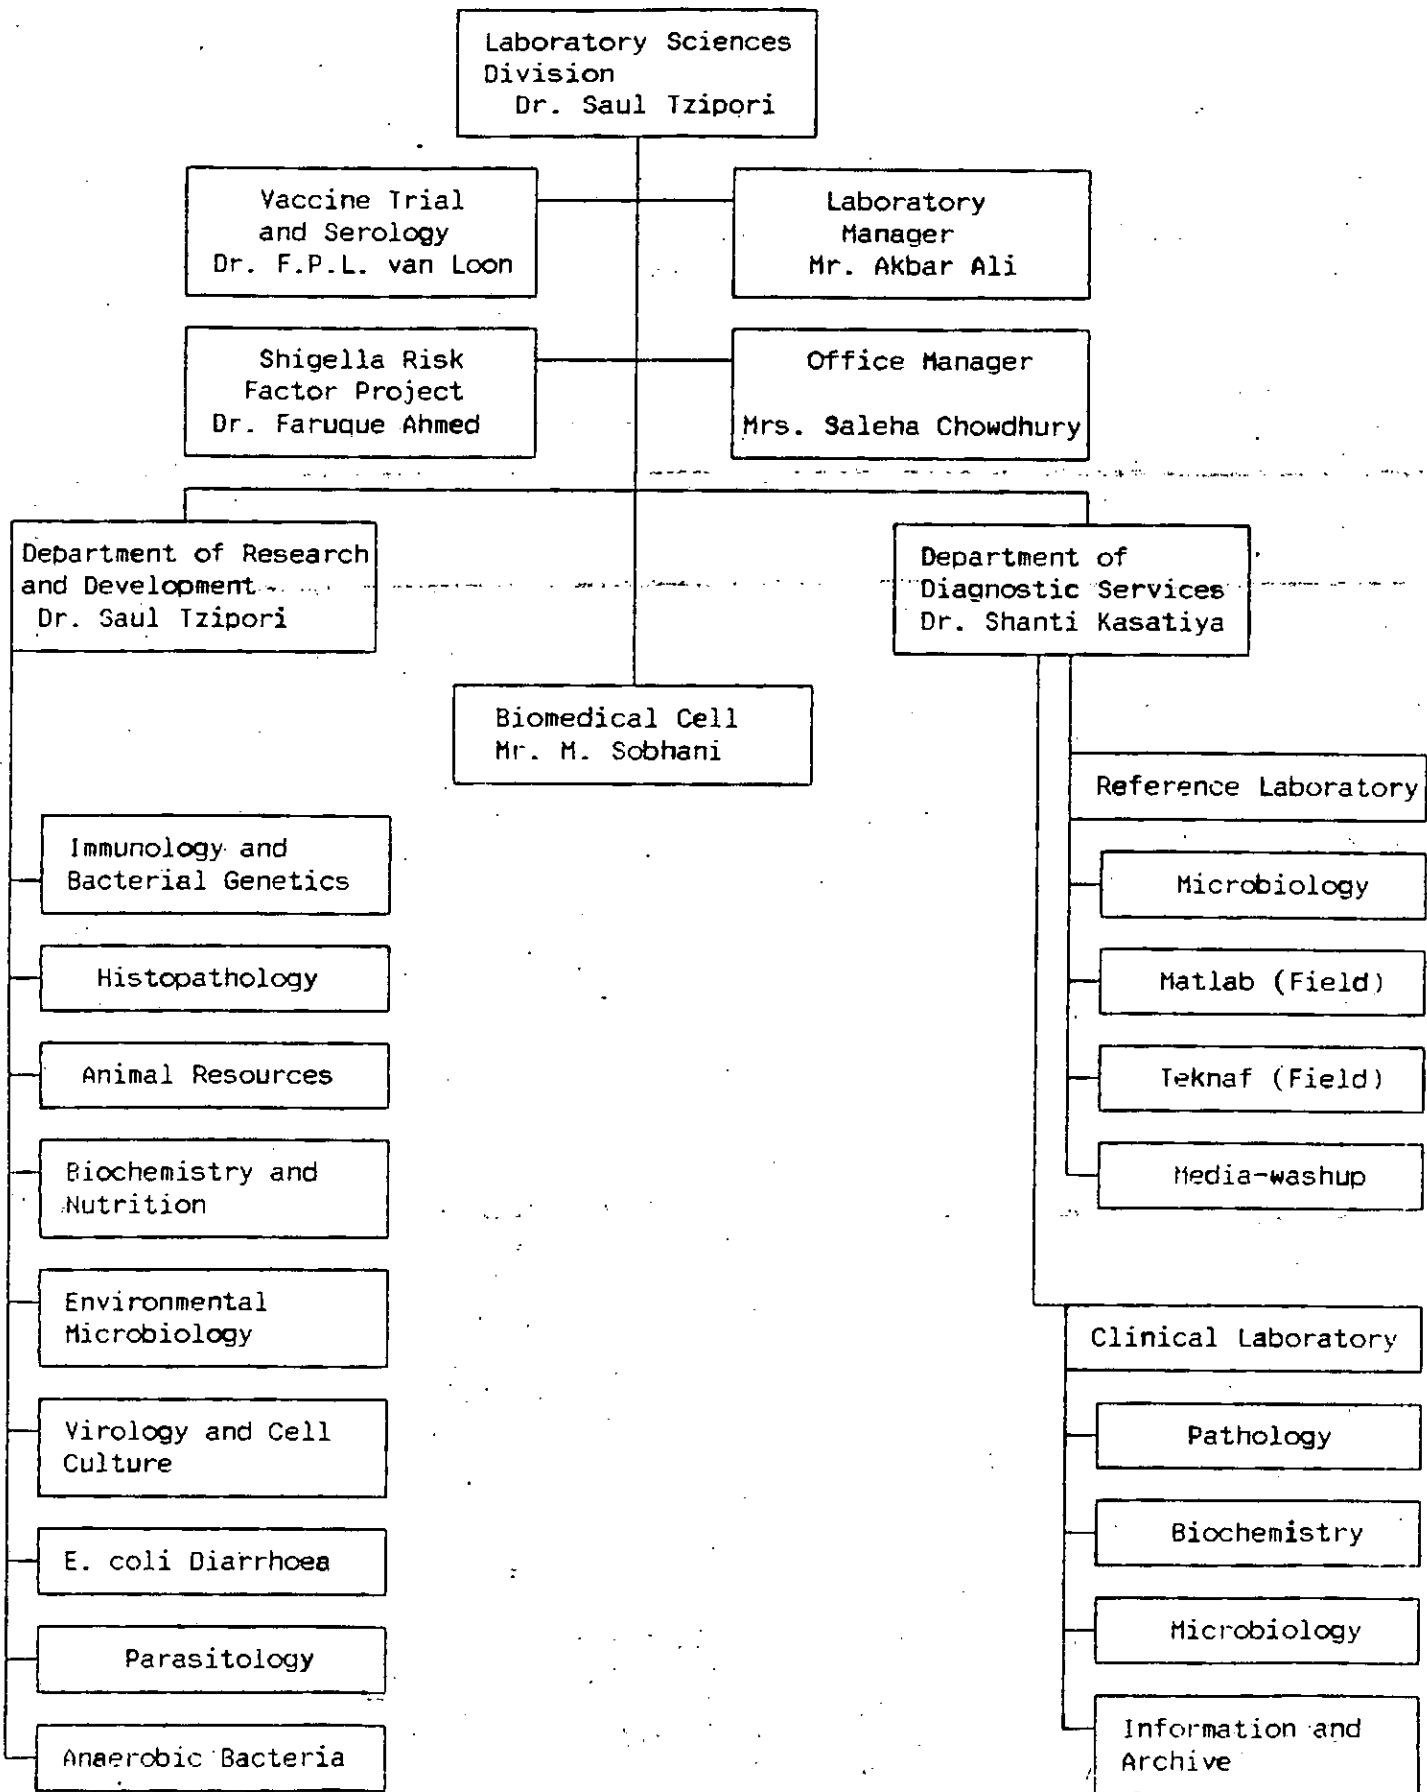 Laboratory Sciences
Division
Dr. Saul Tzipori
Vaccine Trial
and Serology
Dr. F.P.L. van Loon
Laboratory
Manager
Mr. Akbar Ali
Shigella Risk
Factor Project
Dr. Faruque Ahmed
Office Manager
Mrs. Saleha Chowdhury
Department of Research
and Development
Dr. Saul Tzipori
Department of
Diagnostic Services
Dr. Shanti Kasatiya
Biomedical Cell
Mr. M. Sobhani
Immunology and
Bacterial Genetics
Histopathology
Animal Resources
Biochemistry and
Nutrition
Environmental
Microbiology
Virology and Cell
Culture
E. coli Diarrhoea
Parasitology
Anaerobic Bacteria
Reference Laboratory
Microbiology
Matlab (Field)
Teknaf (Field)
Media-washup
Clinical Laboratory
Pathology
Biochemistry
Microbiology
Information and
Archive